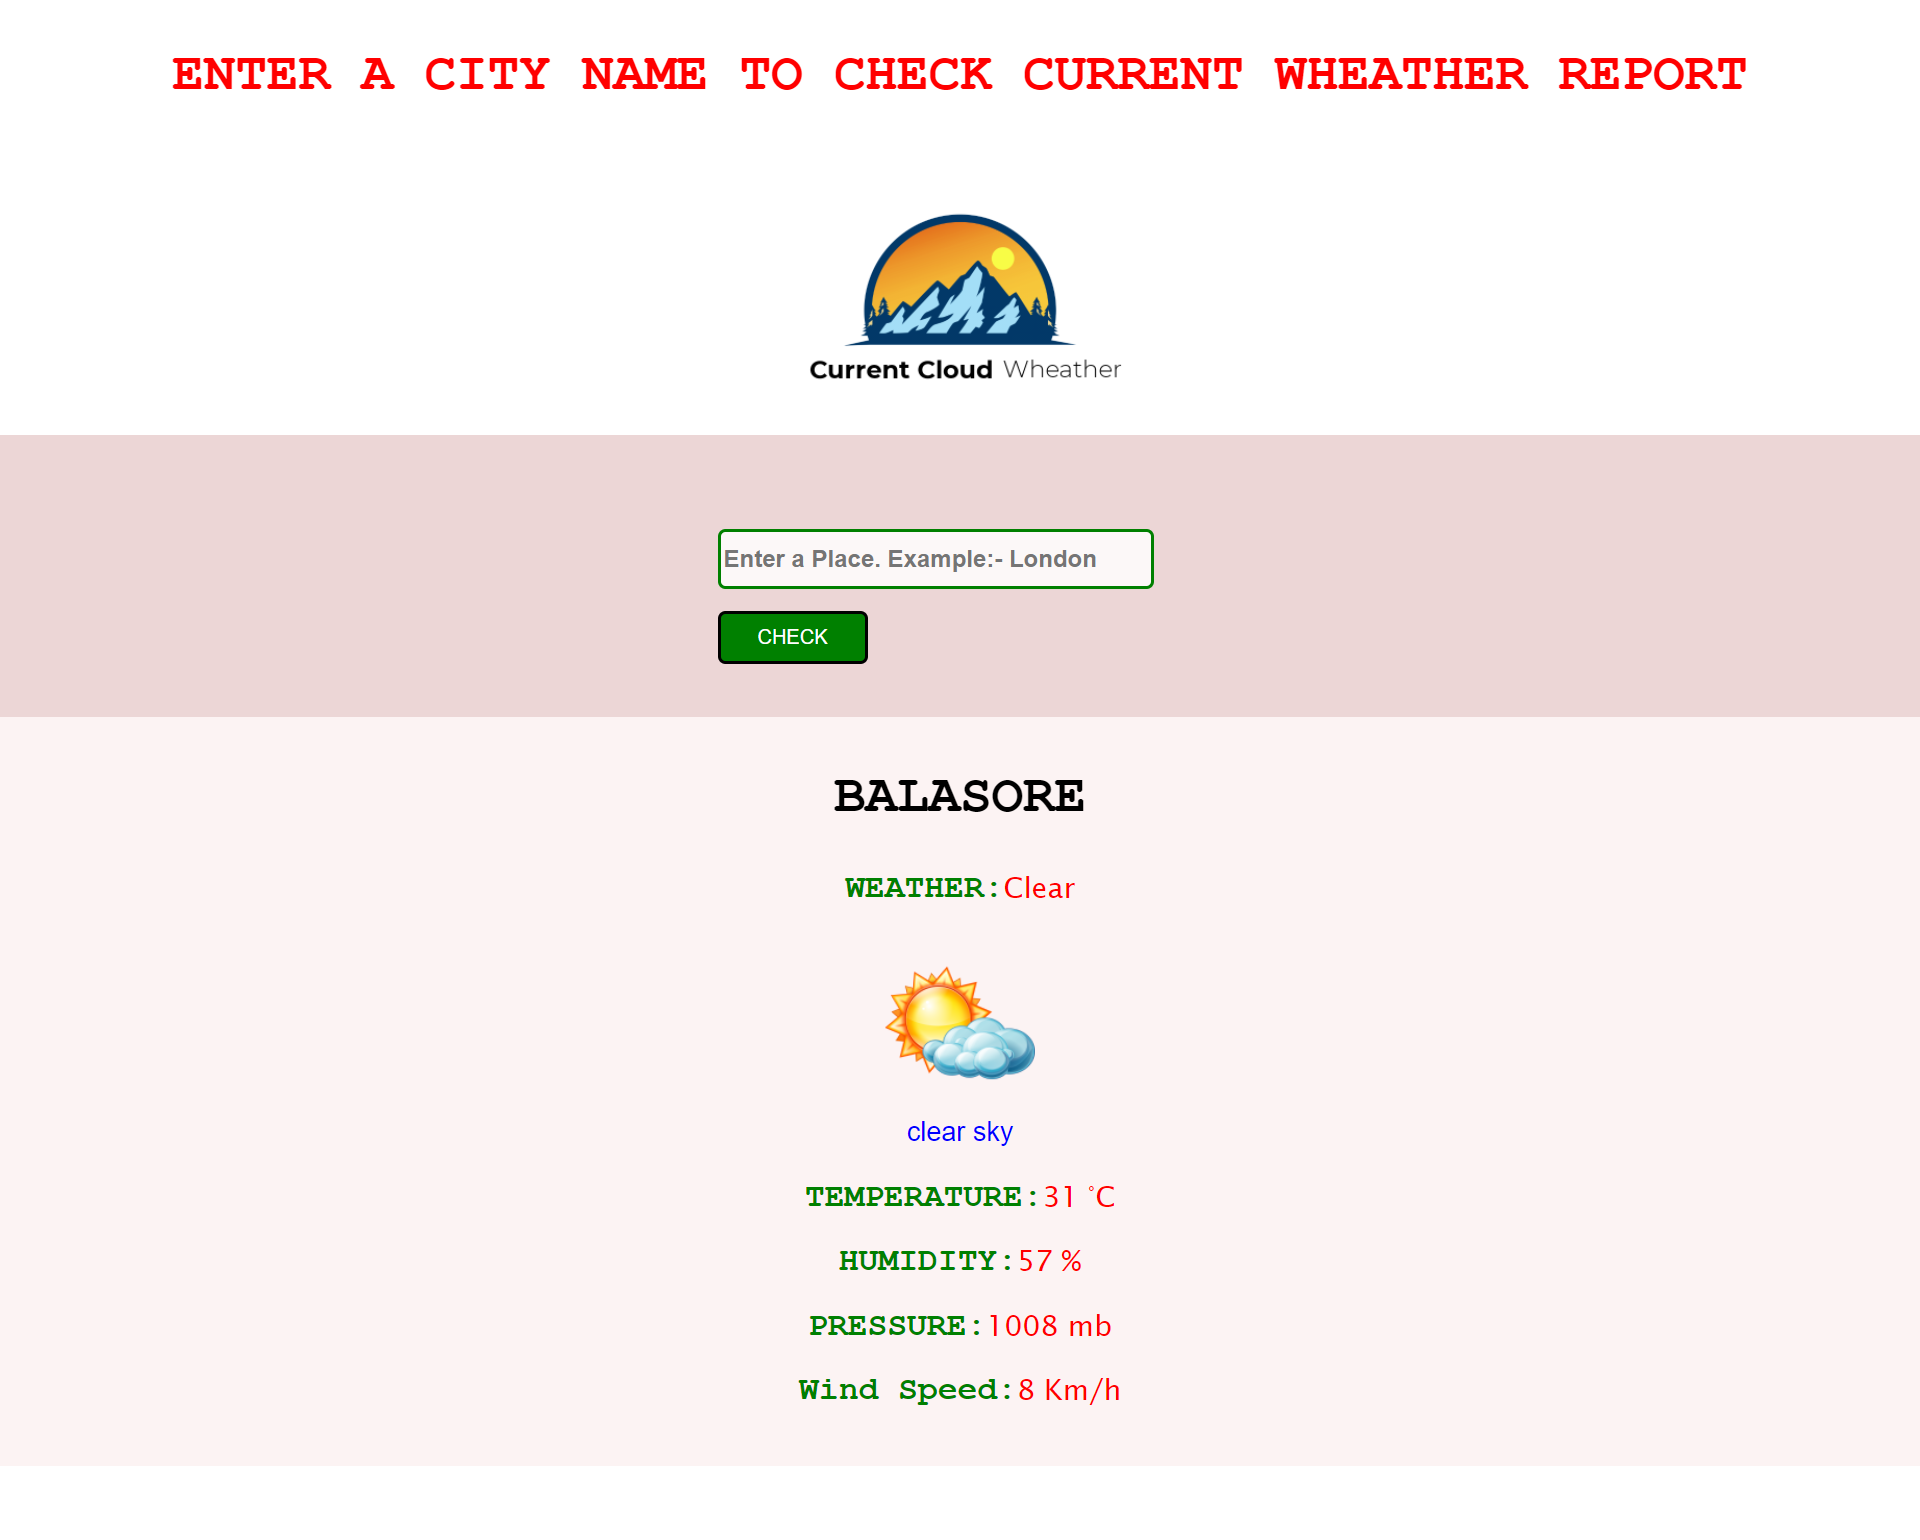 ENTER A CITY NAME TO CHECK CURRENT WHEATHER REPORT
Current Cloud Wheather
Enter a Place. Example:- London
CHECK
BALASORE
WEATHER:Clear
clear sky
TEMPERATURE:31 °C
HUMIDITY:57 %
PRESSURE:1008 mb
Wind Speed:8 Km/h